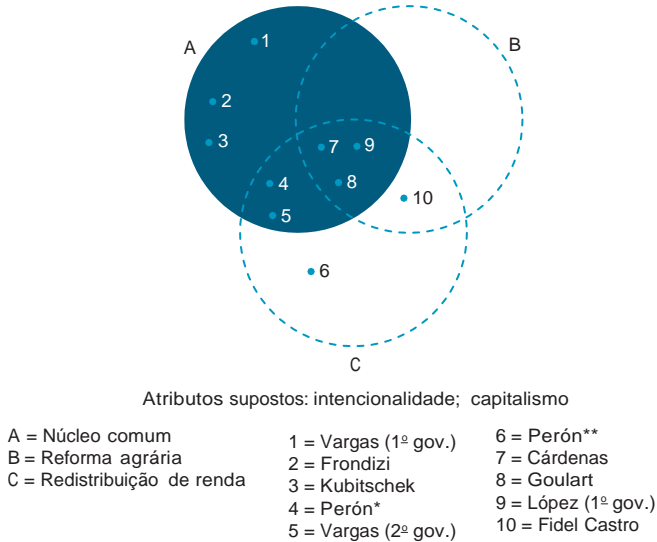 1
A
B
2
3
7
9
4
8
10
5
6
C
Atributos supostos: intencionalidade; capitalismo
A = Núcleo comum
B = Reforma agrária
C = Redistribuição de renda
1 = Vargas (1º gov.)
2 = Frondizi
3 = Kubitschek
4 = Perón*
5 = Vargas (2º gov.)
6 = Perón**
7 = Cárdenas
8 = Goulart
9 = López (1º gov.)
10 = Fidel Castro